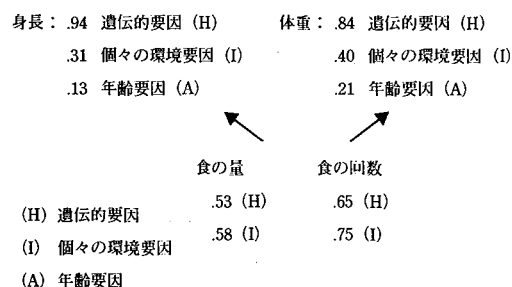 身長： .94 遺伝的要因（H）
.31 個々の環境要因（I）
.13 年齢要因（A）
体重： .84 遺伝的要因（H）
.40 個々の環境要因（I）
.21 年齢要因（A）
食の量
.53（H）
.58（I）
食の回数
.65（H）
.75（I）
（H）遺伝的要因
（I） 個々の環境要因
（A）年齢要因